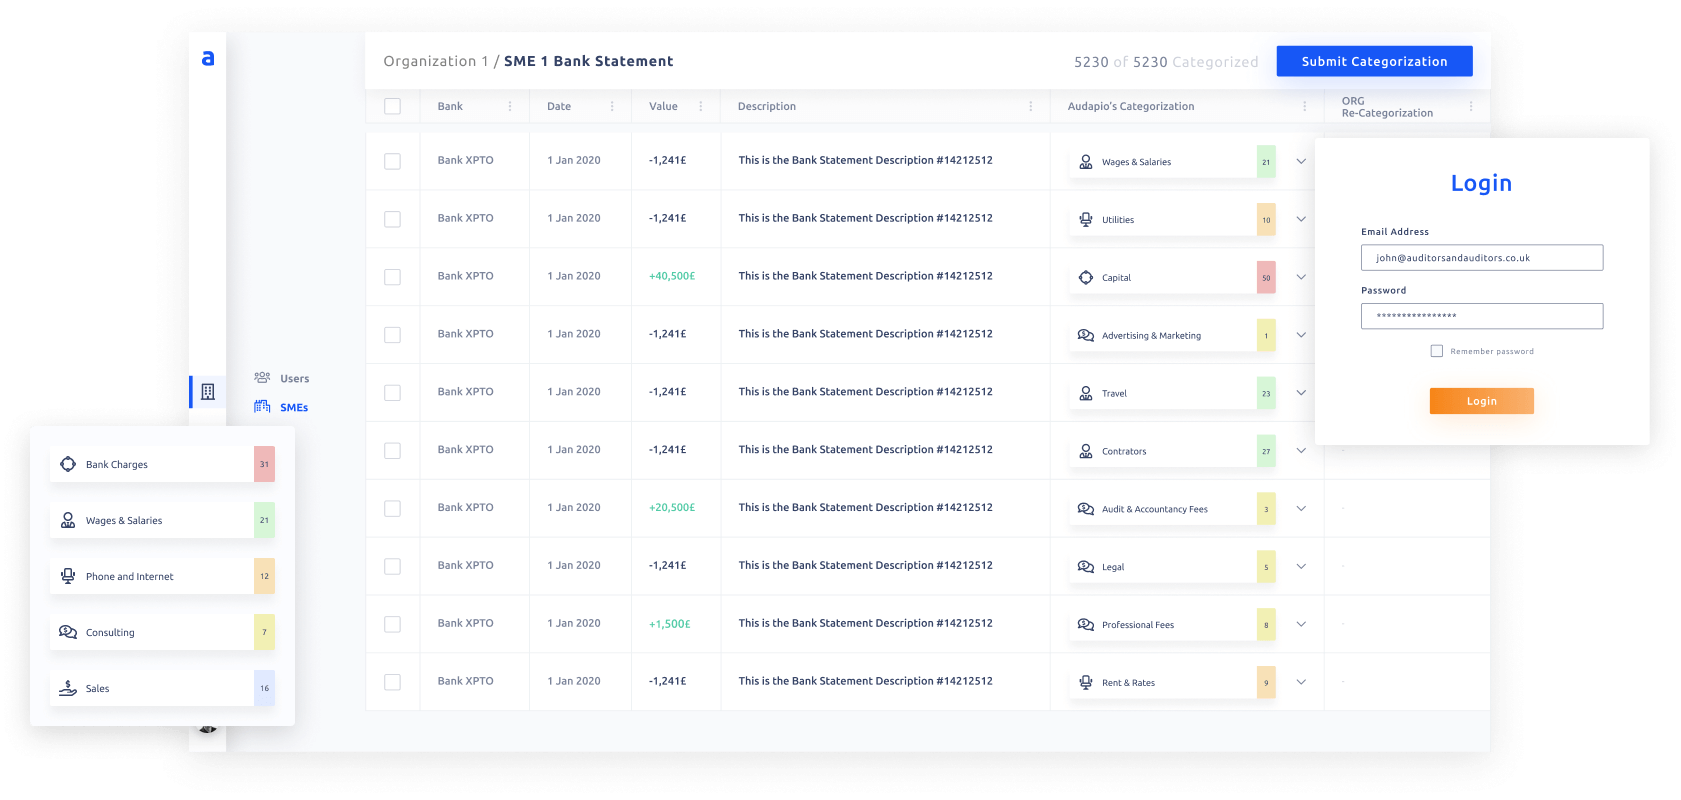 a
Organization 1 / SME 1 Bank Statement
5230 of 5230 Categorized
Submit Categorization
Bank
Date
Value
Description
Audapio's Categorization
ORG
Re-Categorization
Bank XPTO 1 Jan 2020 -1,241£ This is the Bank Statement Description #14212512 Wages & Salaries 21
Bank XPTO 1 Jan 2020 -1,241£ This is the Bank Statement Description #14212512 Utilities 10
Bank XPTO 1 Jan 2020 +40,500£ This is the Bank Statement Description #14212512 Capital 50
Bank XPTO 1 Jan 2020 -1,241£ This is the Bank Statement Description #14212512 Advertising & Marketing 1
Bank XPTO 1 Jan 2020 -1,241£ This is the Bank Statement Description #14212512 Travel 23
Bank XPTO 1 Jan 2020 -1,241£ This is the Bank Statement Description #14212512 Contrators 27
Bank XPTO 1 Jan 2020 +20,500£ This is the Bank Statement Description #14212512 Audit & Accountancy Fees 3
Bank XPTO 1 Jan 2020 -1,241£ This is the Bank Statement Description #14212512 Legal 5
Bank XPTO 1 Jan 2020 +1,500£ This is the Bank Statement Description #14212512 Professional Fees 8
Bank XPTO 1 Jan 2020 -1,241£ This is the Bank Statement Description #14212512 Rent & Rates 9
Users
SMEs
Bank Charges 31
Wages & Salaries 21
Phone and Internet 12
Consulting 7
Sales 16
Login
Email Address
john@auditorsandauditors.co.uk
Password
****************
Remember password
Login